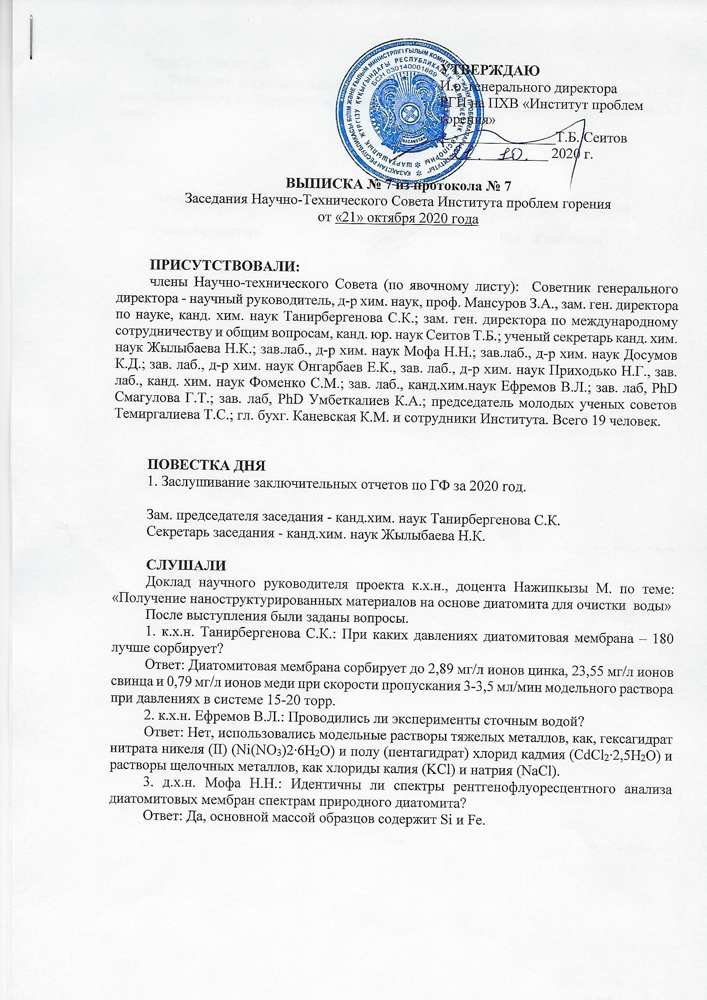 УТВЕРЖДАЮ
И.о. генерального директора
РГП на ПХВ «Институт проблем
горения»
Т.Б. Сеитов
10. 2020 г.
БСН 030140001869
QAZAQSTAN
ВЫПИСКА № 7 из протокола № 7
Заседания Научно-Технического Совета Института проблем горения
от «21» октября 2020 года
ПРИСУТСТВОВАЛИ:
члены Научно-технического Совета (по явочному листу): Советник генерального
директора - научный руководитель, д-р хим. наук, проф. Мансуров З.А., зам. ген. директора
по науке, канд. хим. наук Танирбергенова С.К.; зам. ген. директора по международному
сотрудничеству и общим вопросам, канд. юр. наук Сеитов Т.Б.; ученый секретарь канд. хим.
наук Жылыбаева Н.К.; зав.лаб., д-р хим. наук Мофа Н.Н.; зав.лаб., д-р хим. наук Досумов
К.Д.; зав. лаб., д-р хим. наук Онгарбаев Е.К., зав. лаб., д-р хим. наук Приходько Н.Г., зав.
лаб., канд. хим. наук Фоменко С.М.; зав. лаб., канд.хим.наук Ефремов В.Л.; зав. лаб, PhD
Смагулова Г.Т.; зав. лаб, PhD Умбеткалиев К.А.; председатель молодых ученых советов
Темиргалиева Т.С.; гл. бухг. Каневская К.М. и сотрудники Института. Всего 19 человек.
ПОВЕСТКА ДНЯ
1. Заслушивание заключительных отчетов по ГФ за 2020 год.
Зам. председателя заседания - канд.хим. наук Танирбергенова С.К.
Секретарь заседания - канд.хим. наук Жылыбаева Н.К.
СЛУШАЛИ
Доклад научного руководителя проекта к.х.н., доцента Нажипкызы М. по теме:
«Получение наноструктурированных материалов на основе диатомита для очистки воды»
После выступления были заданы вопросы.
1. к.х.н. Танирбергенова С.К.: При каких давлениях диатомитовая мембрана – 180
лучше сорбирует?
Ответ: Диатомитовая мембрана сорбирует до 2,89 мг/л ионов цинка, 23,55 мг/л ионов
свинца и 0,79 мг/л ионов меди при скорости пропускания 3-3,5 мл/мин модельного раствора
при давлениях в системе 15-20 торр.
2. к.х.н. Ефремов В.Л.: Проводились ли эксперименты сточным водой?
Ответ: Нет, использовались модельные растворы тяжелых металлов, как, гексагидрат
нитрата никеля (II) (Ni(NO₃)2·6H₂O) и полу (пентагидрат) хлорид кадмия (CdCl₂·2,5H₂O) и
растворы щелочных металлов, как хлориды калия (KCl) и натрия (NaCl).
3. д.х.н. Мофа Н.Н.: Идентичны ли спектры рентгенофлуоресцентного анализа
диатомитовых мембран спектрам природного диатомита?
Ответ: Да, основной массой образцов содержит Si и Fe.